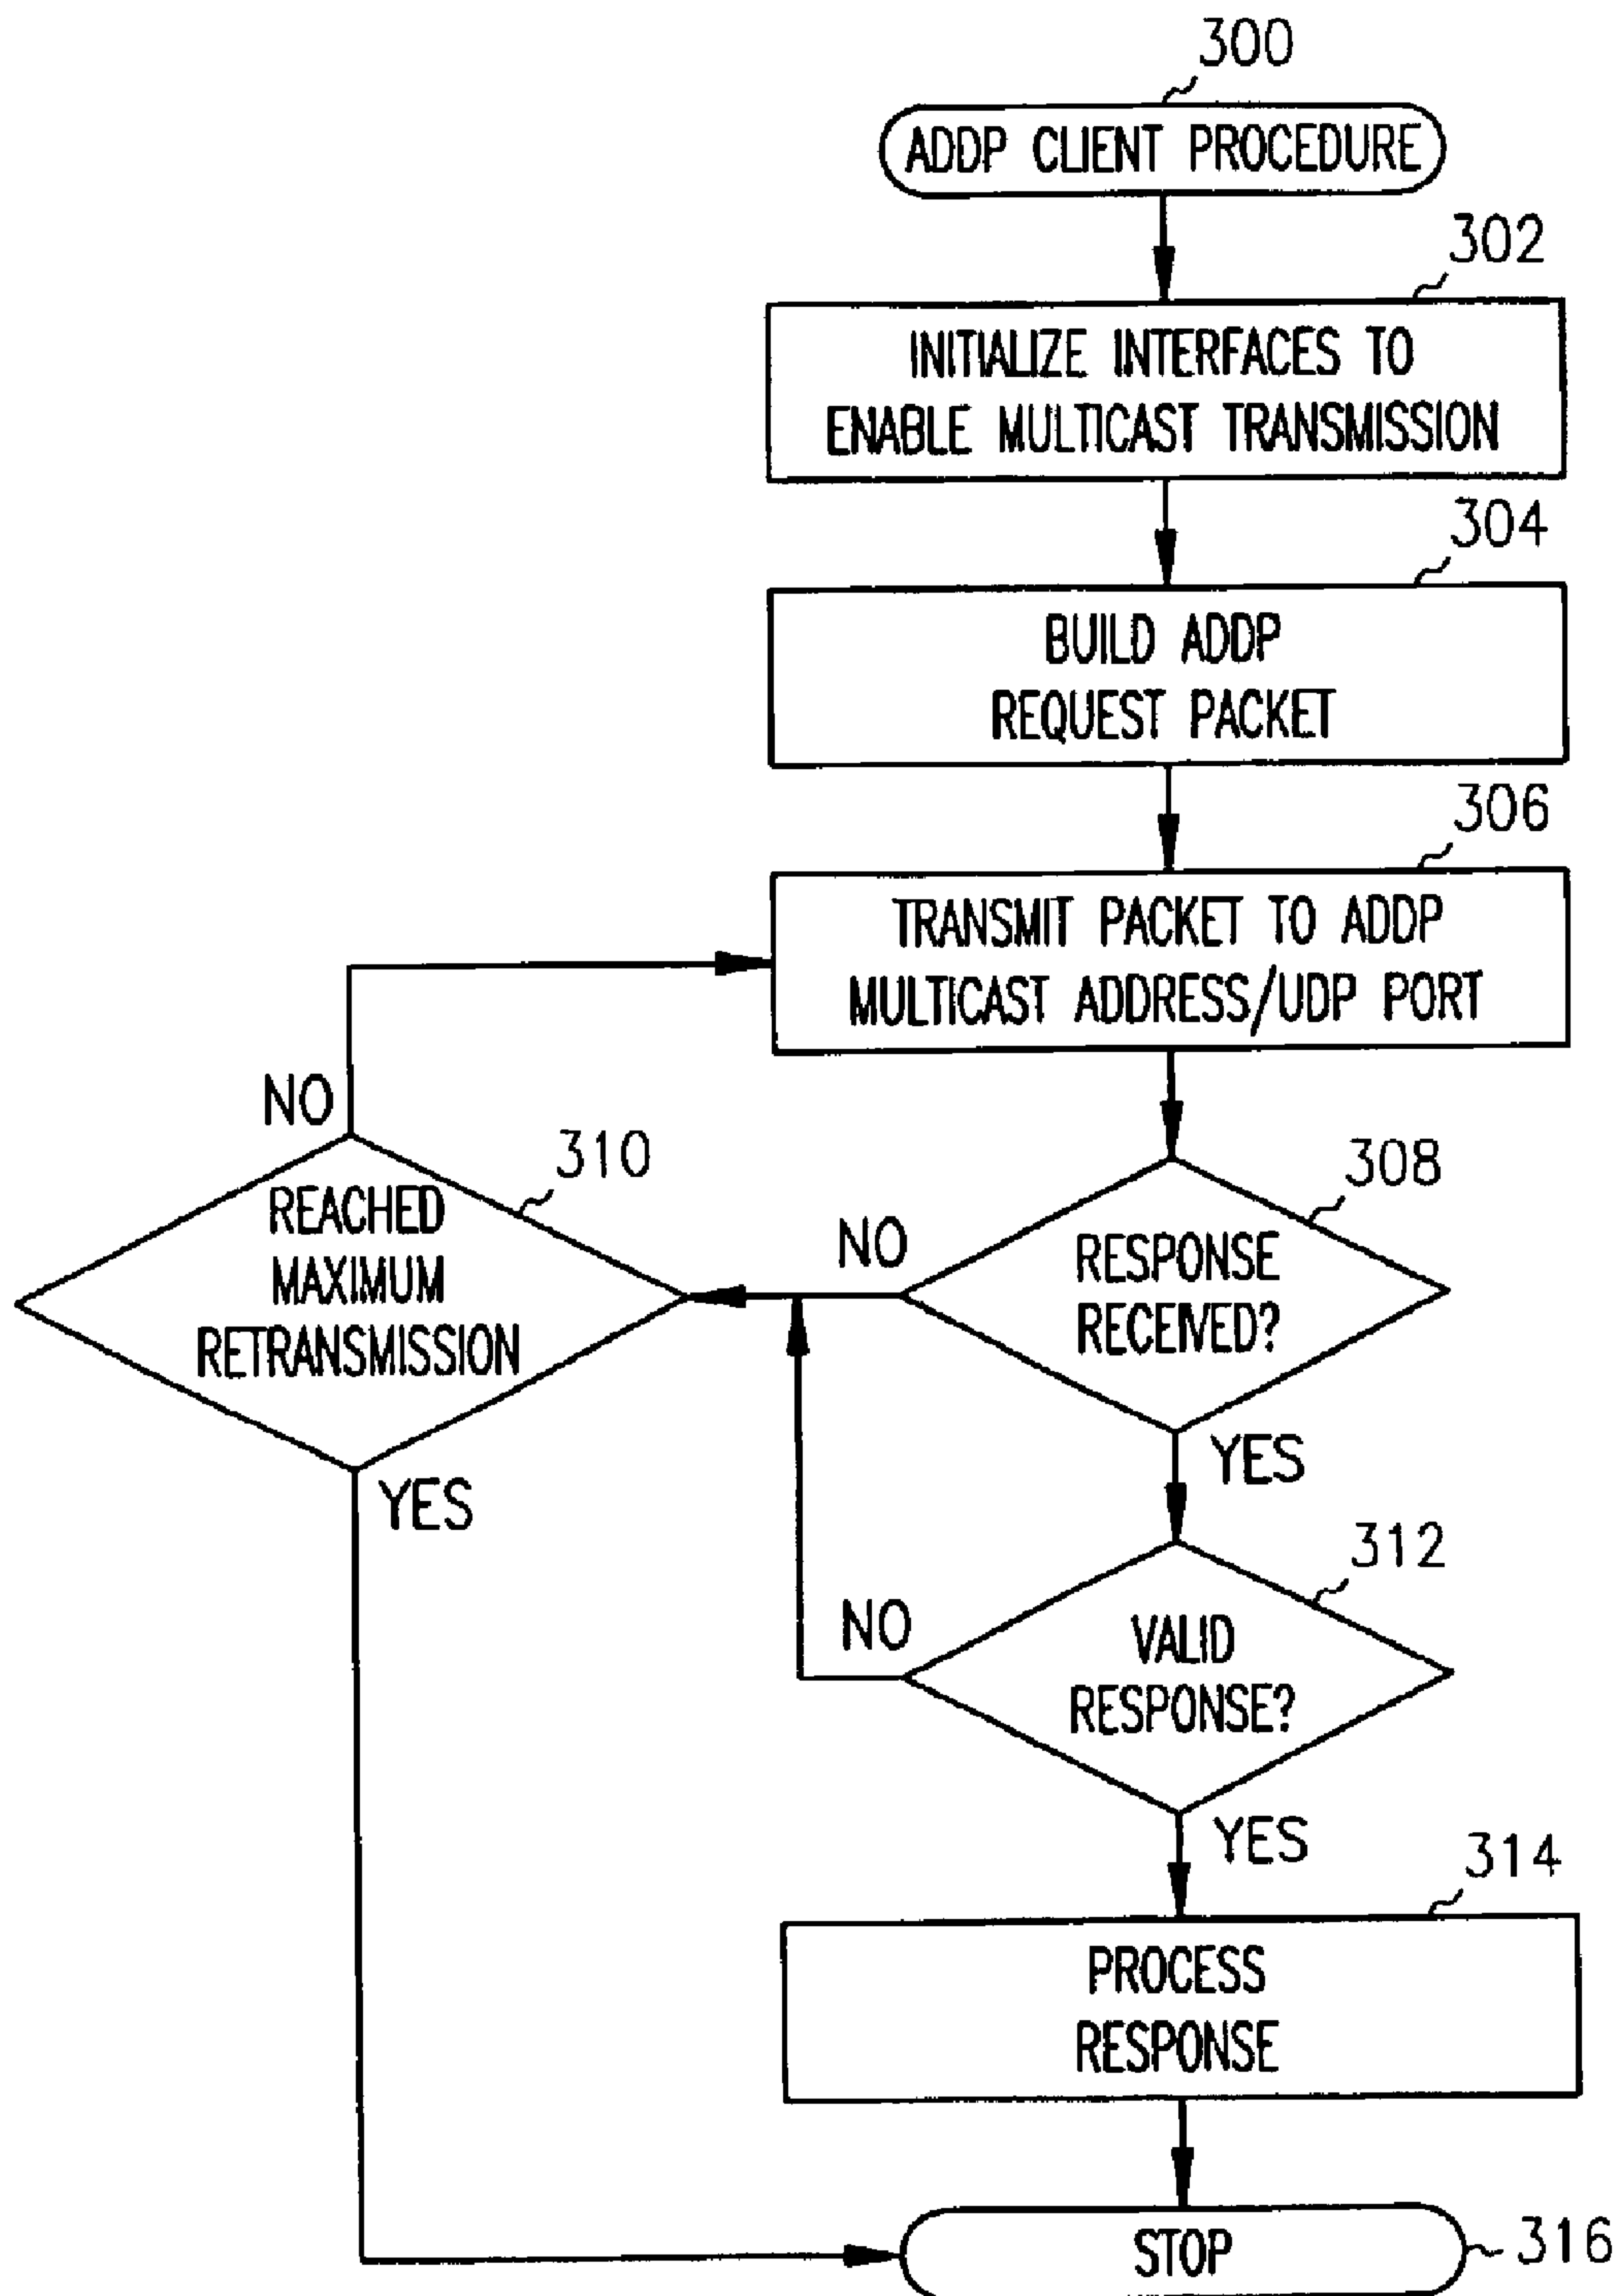 300
ADDP CLIENT PROCEDURE
302
INITIALIZE INTERFACES TO
ENABLE MULTICAST TRANSMISSION
304
BUILD ADDP
REQUEST PACKET
306
TRANSMIT PACKET TO ADDP
MULTICAST ADDRESS/UDP PORT
NO
310
REACHED
MAXIMUM
RETRANSMISSION
YES
308
NO
RESPONSE
RECEIVED?
YES
312
NO
VALID
RESPONSE?
YES
314
PROCESS
RESPONSE
STOP
316